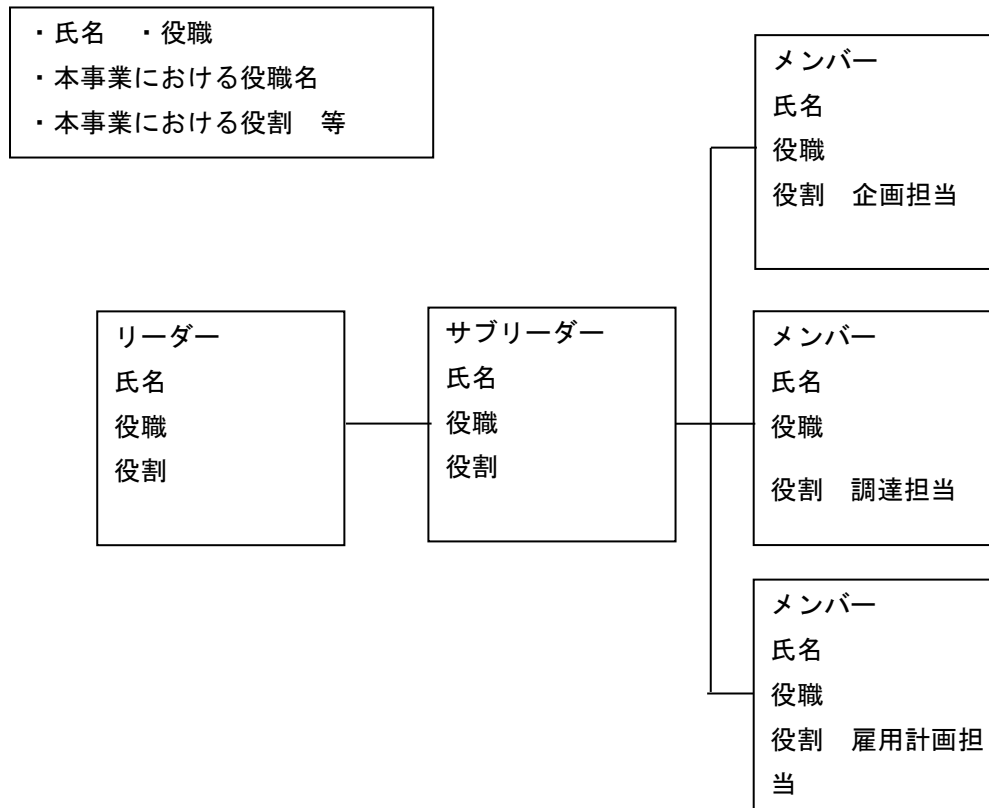 ・氏名　・役職
・本事業における役職名
・本事業における役割　等
メンバー
氏名
役職
役割　企画担当
リーダー
氏名
役職
役割
サブリーダー
氏名
役職
役割
メンバー
氏名
役職
役割　調達担当
メンバー
氏名
役職
役割　雇用計画担
当